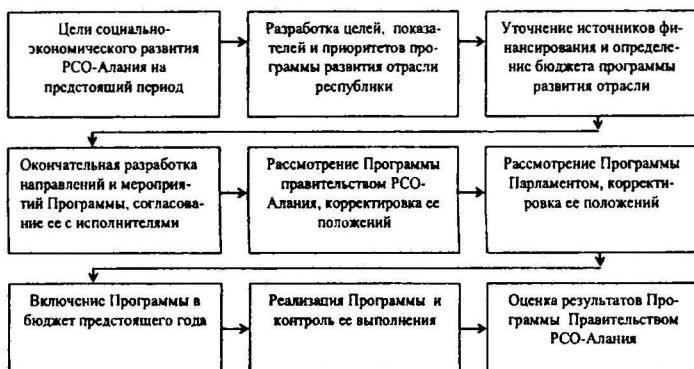 Цели социально-
экономического развития
РСО-Алания на
предстоящий период
Разработка целей, показа-
телей и приоритетов про-
граммы развития отрасли
республики
Уточнение источников фи-
нансирования и определе-
ние бюджета программы
развития отрасли
Окончательная разработка
направлений и мероприя-
тий Программы, согласова-
ние ее с исполнителями
Рассмотрение Программы
правительством РСО-
Алания, корректировка ее
положений
Рассмотрение Программы
Парламентом, корректи-
ровка ее положений
Включение Программы в
бюджет предстоящего года
Реализация Программы и
контроль ее выполнения
Оценка результатов Про-
граммы Правительством
РСО-Алания